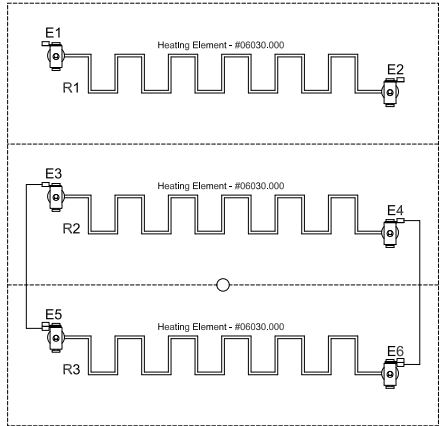 E1
Heating Element - #06030.000
E2
R1
E3
Heating Element - #06030.000
E4
R2
E5
Heating Element - #06030.000
E6
R3